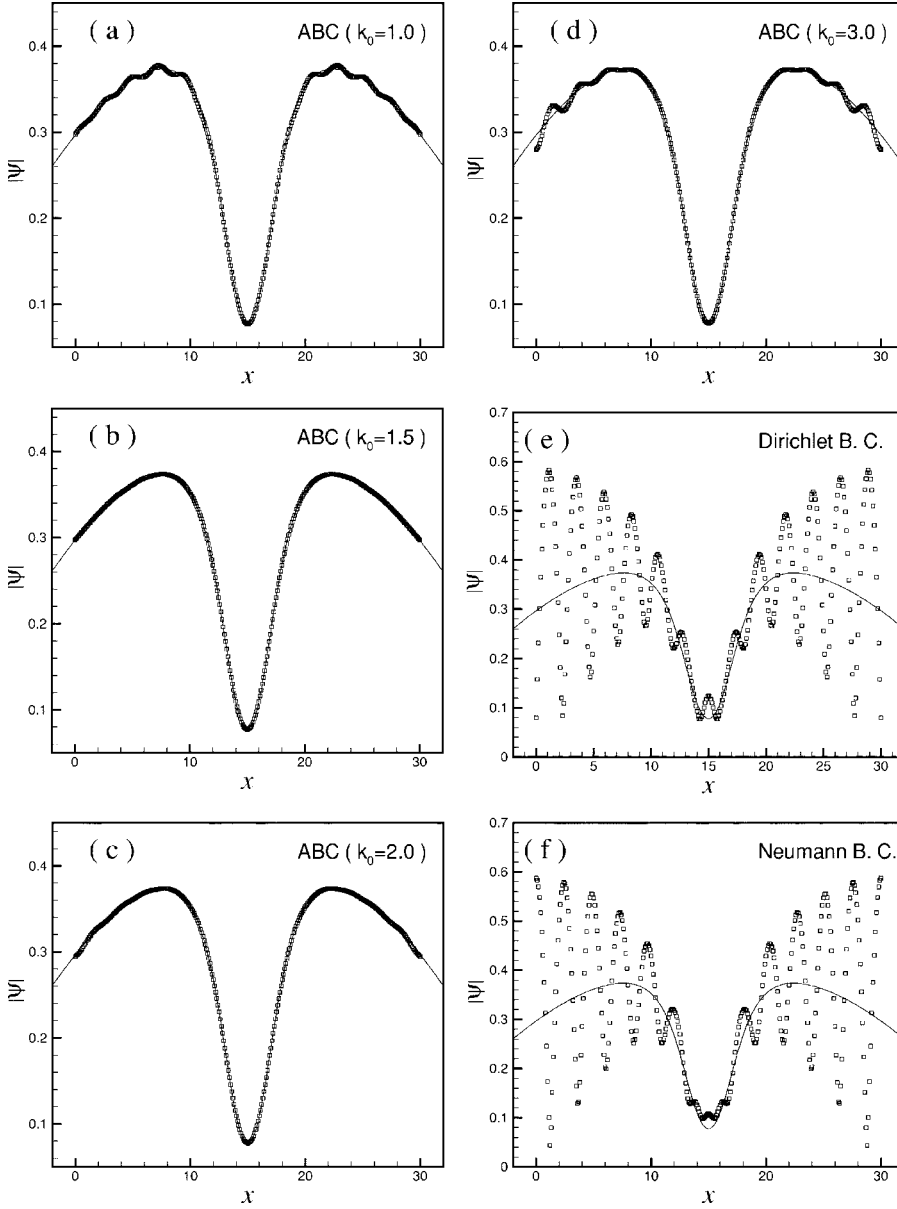 ( a )
ABC ( k0=1.0 )
0.4
0.3
0.2
0.1
|Ψ|
0
10
20
30
x
( b )
ABC ( k0=1.5 )
0.4
0.3
0.2
0.1
|Ψ|
0
10
20
30
x
( c )
ABC ( k0=2.0 )
0.4
0.3
0.2
0.1
|Ψ|
0
10
20
30
x
( d )
ABC ( k0=3.0 )
0.4
0.3
0.2
0.1
|Ψ|
0
10
20
30
x
( e )
Dirichlet B. C.
0.7
0.6
0.5
0.4
0.3
0.2
0.1
0
|Ψ|
0
5
10
15
20
25
30
x
( f )
Neumann B. C.
0.7
0.6
0.5
0.4
0.3
0.2
0.1
0
|Ψ|
0
10
20
30
x